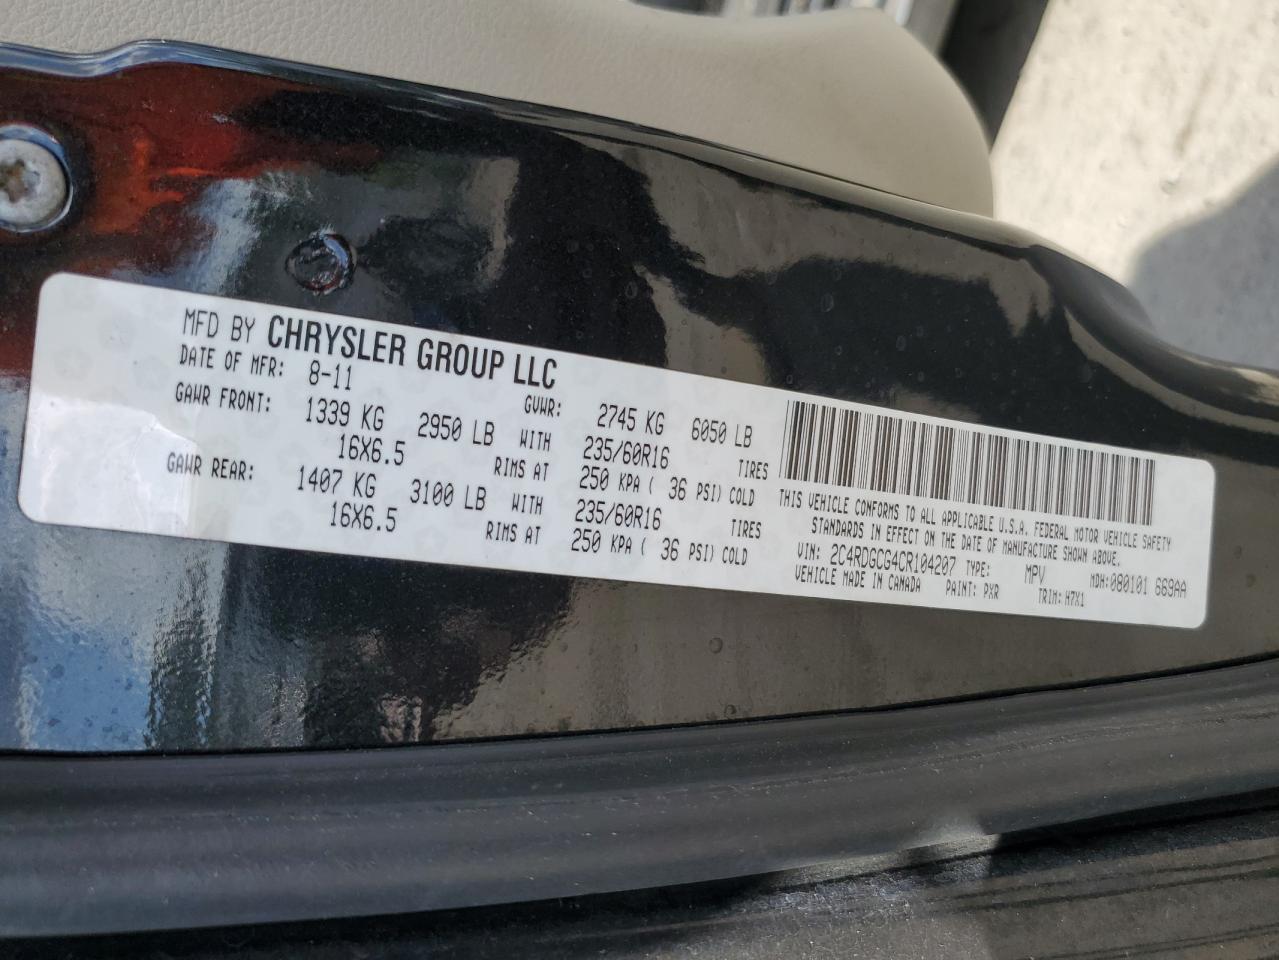 MFD BY CHRYSLER GROUP LLC
DATE OF MFR: 8-11 GVWR: 2745 KG 6050 LB
GAWR FRONT: 1339 KG 2950 LB WITH 235/60R16 TIRES
16X6.5 RIMS AT 250 KPA ( 36 PSI) COLD
GAWR REAR: 1407 KG 3100 LB WITH 235/60R16 TIRES
16X6.5 RIMS AT 250 KPA ( 36 PSI) COLD
THIS VEHICLE CONFORMS TO ALL APPLICABLE U.S.A. FEDERAL MOTOR VEHICLE SAFETY
STANDARDS IN EFFECT ON THE DATE OF MANUFACTURE SHOWN ABOVE.
VIN: 2C4RDGCG4CR104207 TYPE: MPV MDH: 080101 669AA
VEHICLE MADE IN CANADA PAINT: PXR TRIM: H7X1